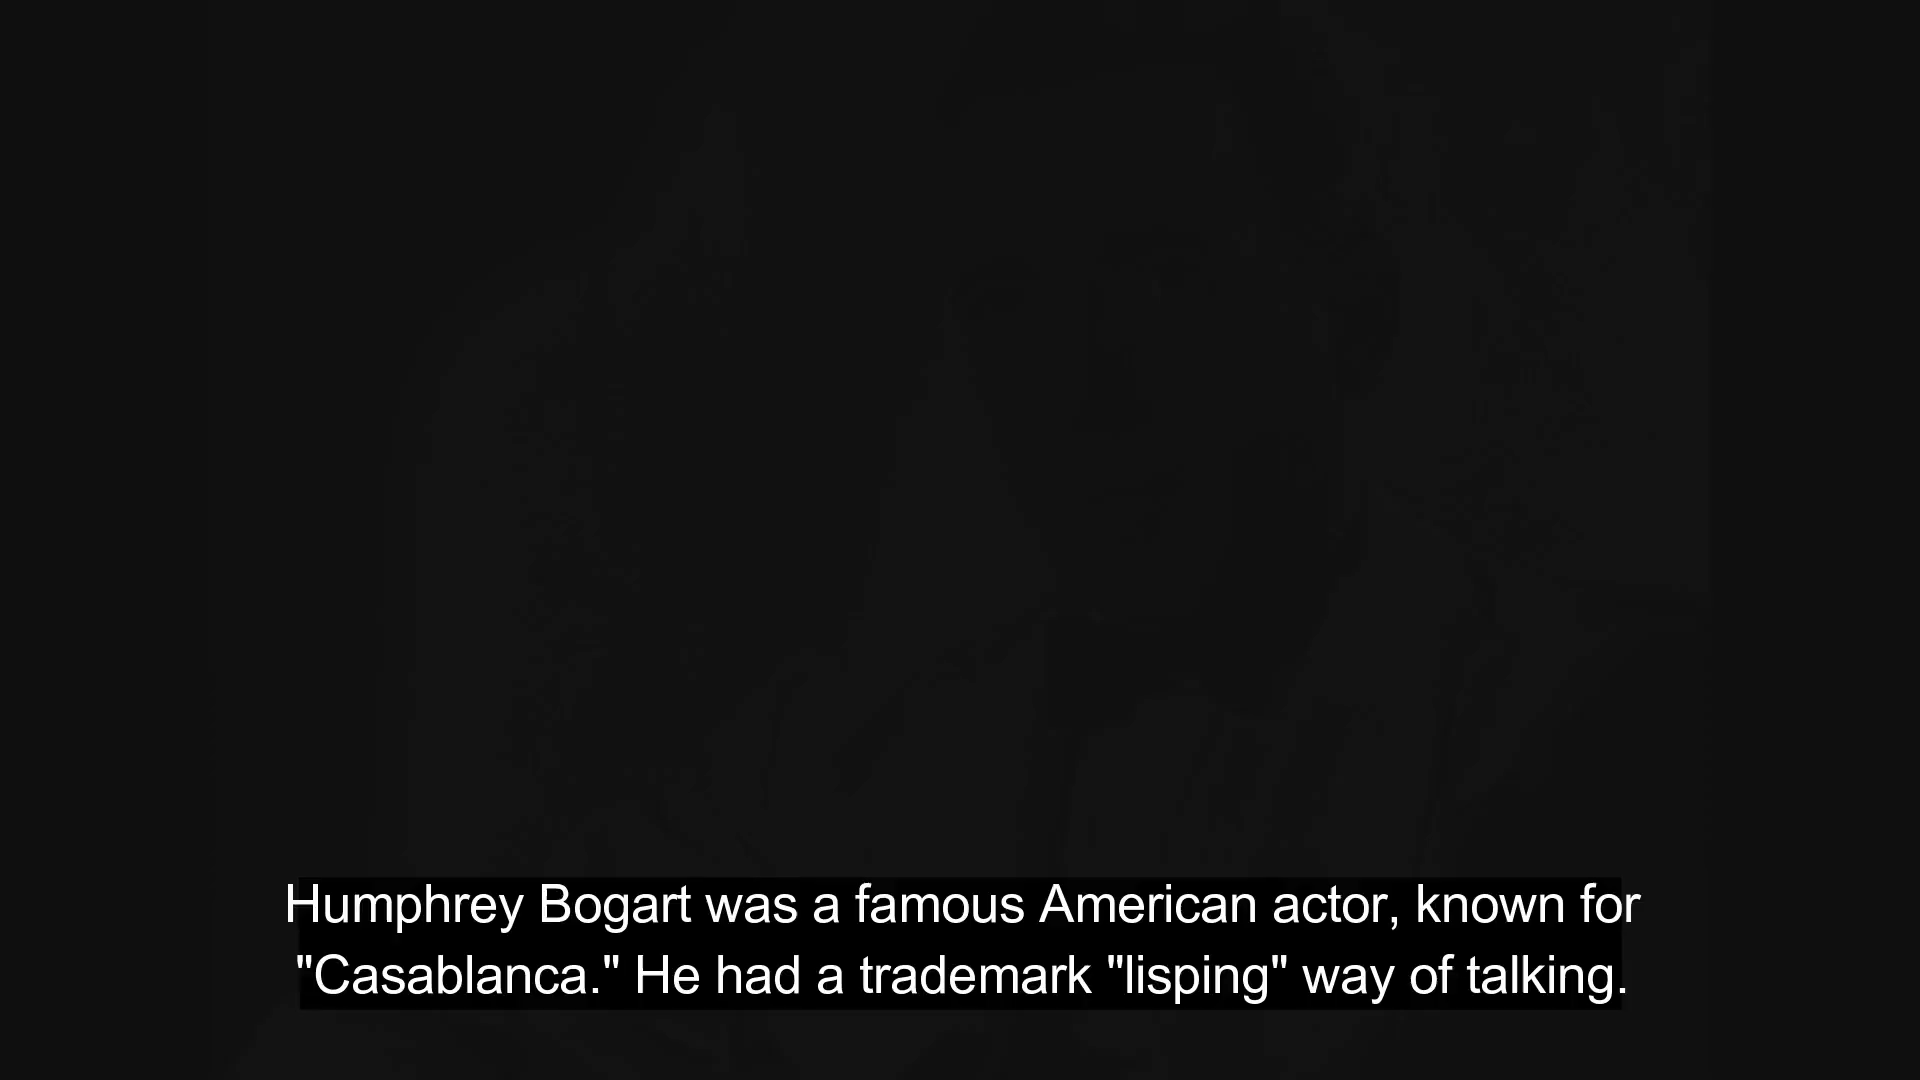 Humphrey Bogart was a famous American actor, known for
"Casablanca." He had a trademark "lisping" way of talking.